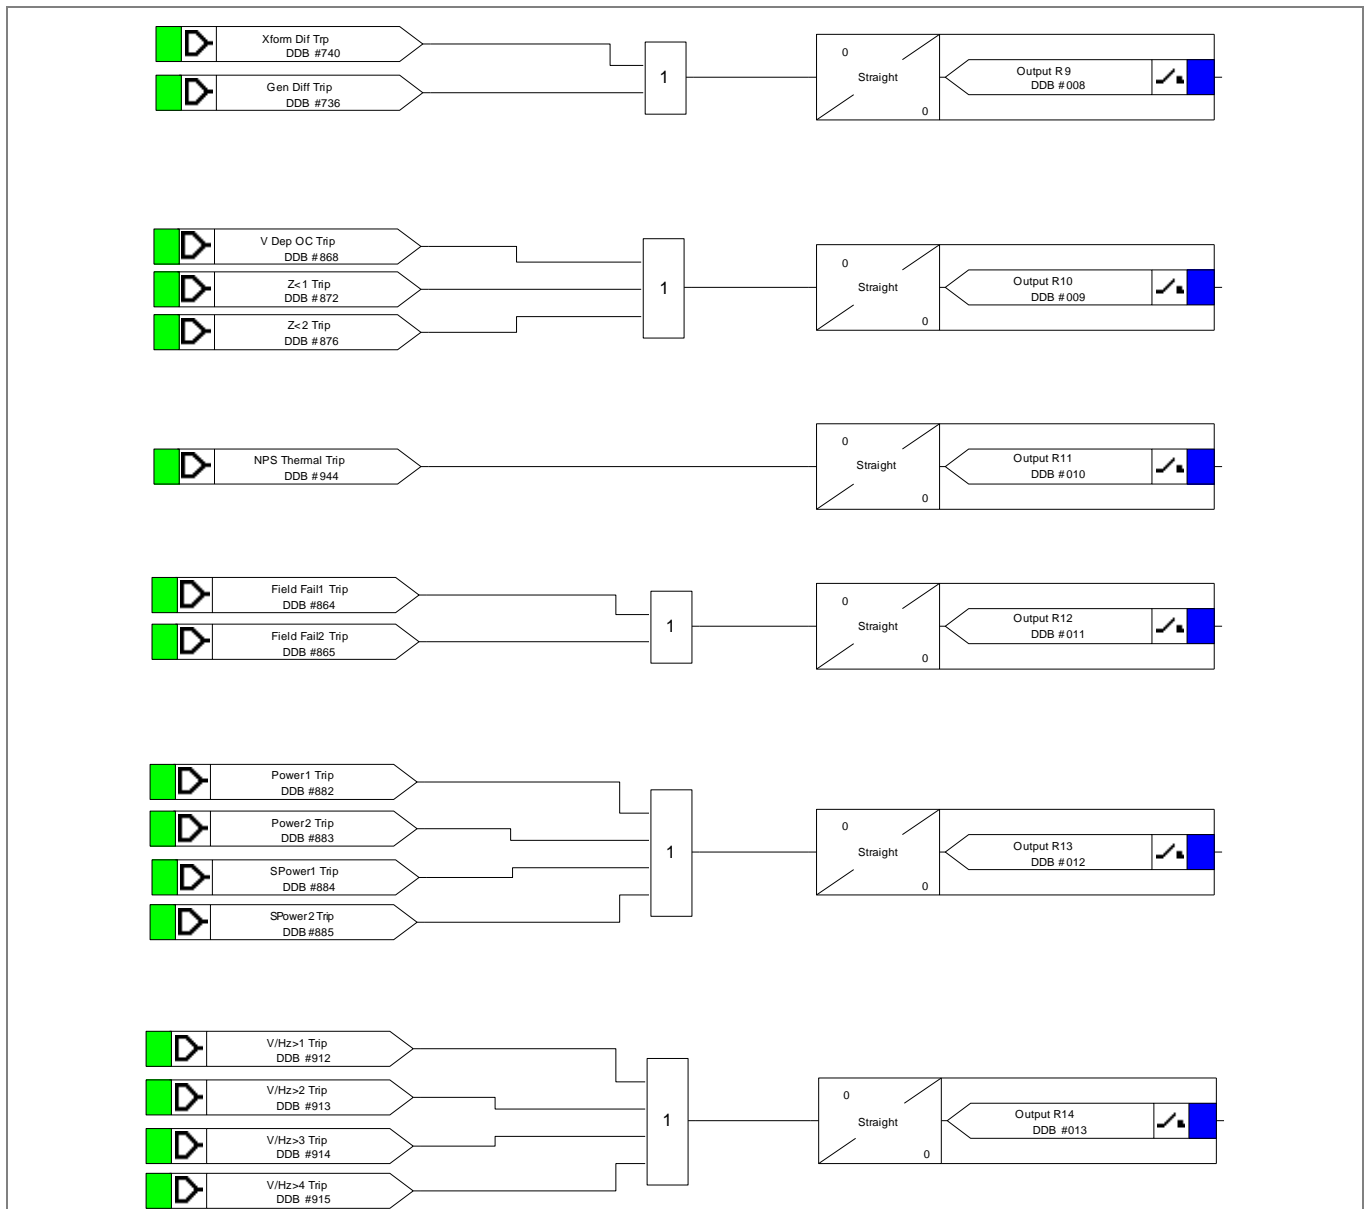 Xform Dif Trp
DDB #740
Gen Diff Trip
DDB #736
1
0
Straight
0
Output R9
DDB #008
V Dep OC Trip
DDB #868
Z<1 Trip
DDB #872
Z<2 Trip
DDB #876
1
0
Straight
0
Output R10
DDB #009
NPS Thermal Trip
DDB #944
0
Straight
0
Output R11
DDB #010
Field Fail1 Trip
DDB #864
Field Fail2 Trip
DDB #865
1
0
Straight
0
Output R12
DDB #011
Power1 Trip
DDB #882
Power2 Trip
DDB #883
SPower1 Trip
DDB #884
SPower2 Trip
DDB #885
1
0
Straight
0
Output R13
DDB #012
V/Hz>1 Trip
DDB #912
V/Hz>2 Trip
DDB #913
V/Hz>3 Trip
DDB #914
V/Hz>4 Trip
DDB #915
1
0
Straight
0
Output R14
DDB #013